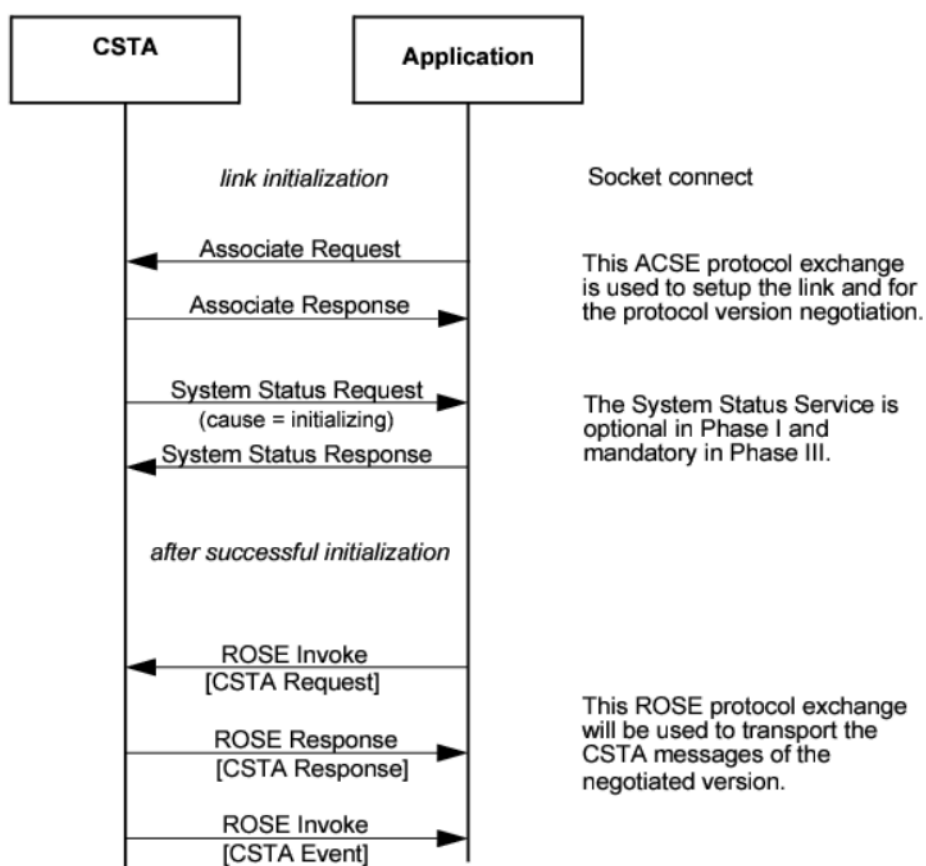 CSTA
Application
link initialization
Socket connect
Associate Request
This ACSE protocol exchange
is used to setup the link and for
the protocol version negotiation.
Associate Response
System Status Request
(cause = initializing)
The System Status Service is
optional in Phase I and
mandatory in Phase III.
System Status Response
after successful initialization
ROSE Invoke
[CSTA Request]
This ROSE protocol exchange
will be used to transport the
CSTA messages of the
negotiated version.
ROSE Response
[CSTA Response]
ROSE Invoke
[CSTA Event]